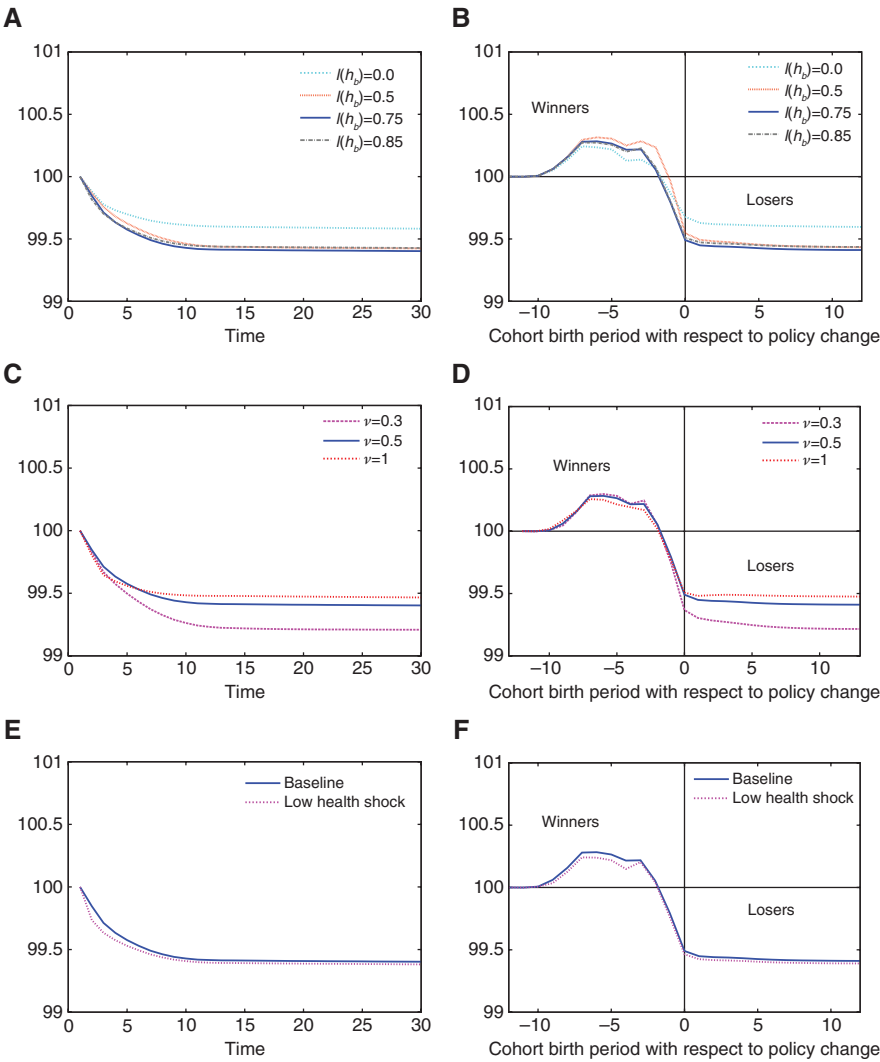 A
101
100.5
100
99.5
99
0 5 10 15 20 25 30
Time
l(h_b)=0.0
l(h_b)=0.5
l(h_b)=0.75
l(h_b)=0.85
B
101
100.5
100
99.5
99
−10 −5 0 5 10
Cohort birth period with respect to policy change
l(h_b)=0.0
l(h_b)=0.5
l(h_b)=0.75
l(h_b)=0.85
Winners
Losers
C
101
100.5
100
99.5
99
0 5 10 15 20 25 30
Time
ν=0.3
ν=0.5
ν=1
D
101
100.5
100
99.5
99
−10 −5 0 5 10
Cohort birth period with respect to policy change
ν=0.3
ν=0.5
ν=1
Winners
Losers
E
101
100.5
100
99.5
99
0 5 10 15 20 25 30
Time
Baseline
Low health shock
F
101
100.5
100
99.5
99
−10 −5 0 5 10
Cohort birth period with respect to policy change
Baseline
Low health shock
Winners
Losers